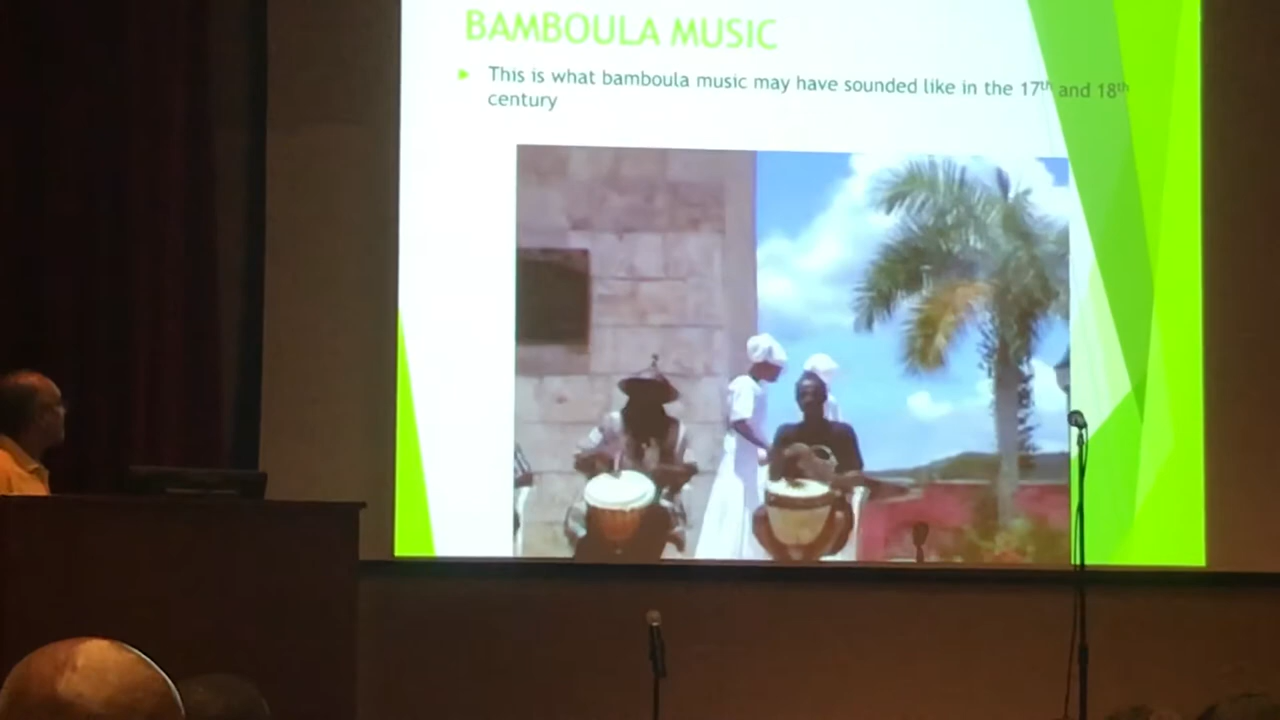 BAMBOULA MUSIC
This is what bamboula music may have sounded like in the 17th and 18th
century